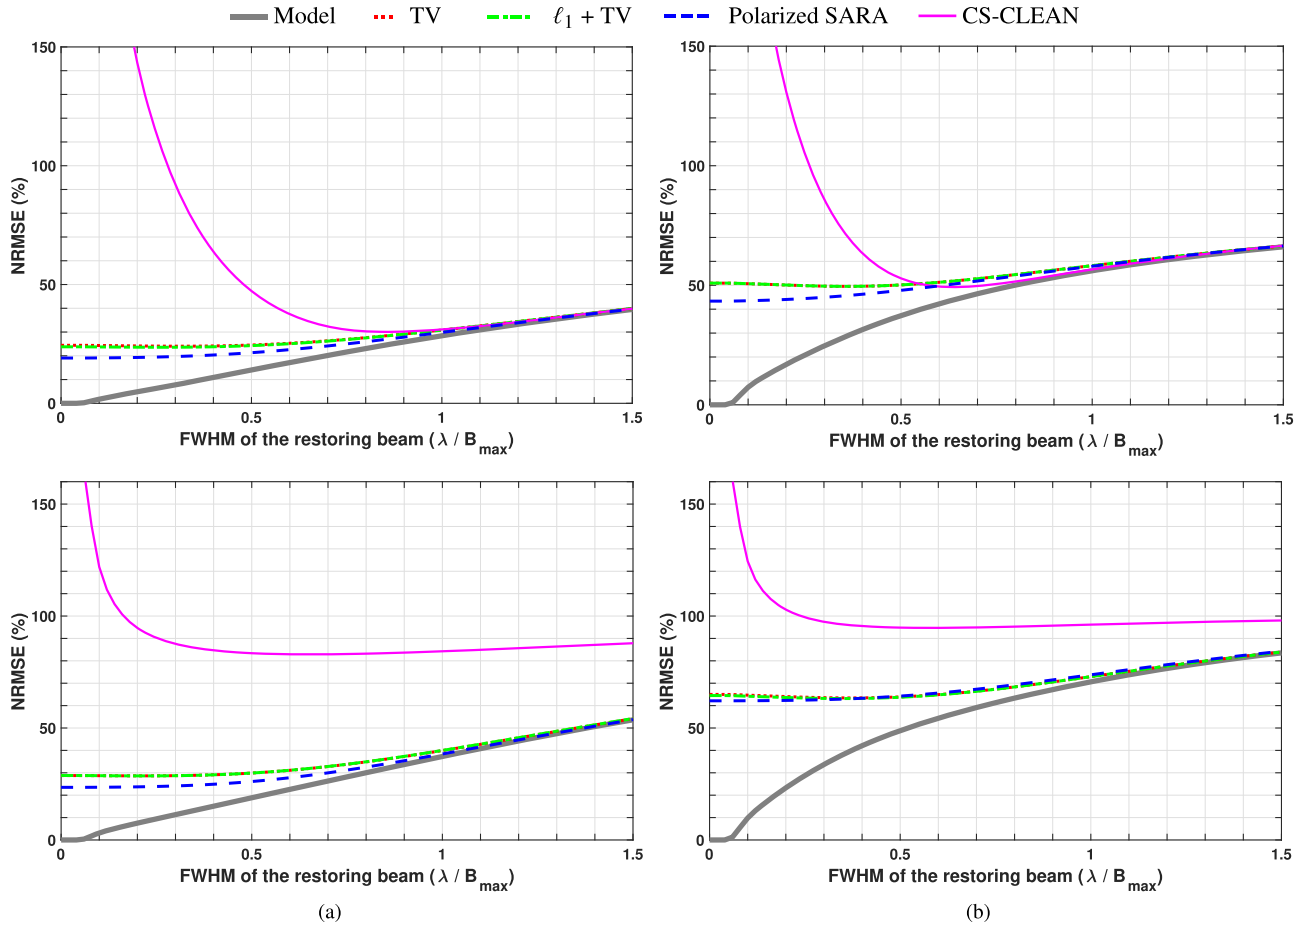 Model TV ℓ1 + TV Polarized SARA CS-CLEAN
150
100
50
0
NRMSE (%)
0 0.5 1 1.5
FWHM of the restoring beam ( λ / Bmax)
150
100
50
0
NRMSE (%)
0 0.5 1 1.5
FWHM of the restoring beam ( λ / Bmax)
150
100
50
0
NRMSE (%)
0 0.5 1 1.5
FWHM of the restoring beam ( λ / Bmax)
(a)
150
100
50
0
NRMSE (%)
0 0.5 1 1.5
FWHM of the restoring beam ( λ / Bmax)
(b)